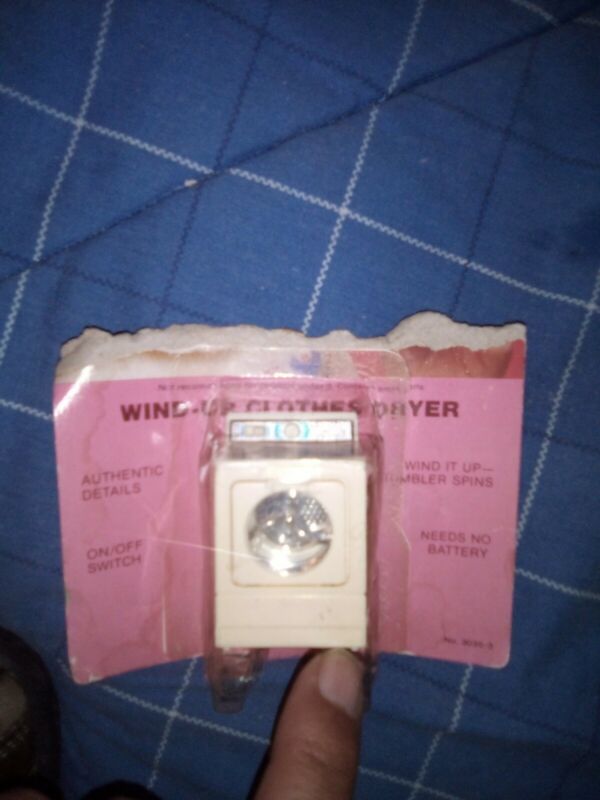 WIND-UP CLOTHES DRYER
AUTHENTIC
DETAILS
WIND IT UP—
TUMBLER SPINS
ON/OFF
SWITCH
NEEDS NO
BATTERY